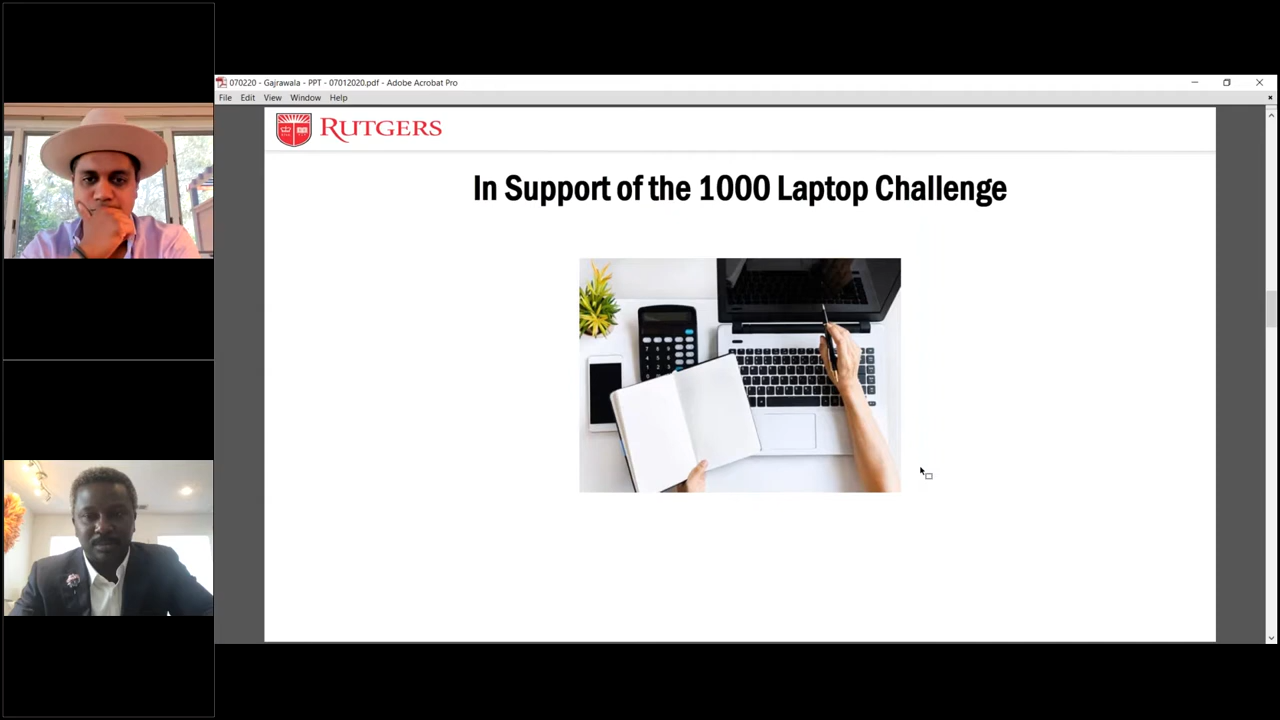 070220 - Gajrawala - PPT - 07012020.pdf - Adobe Acrobat Pro
File Edit View Window Help
RUTGERS
In Support of the 1000 Laptop Challenge